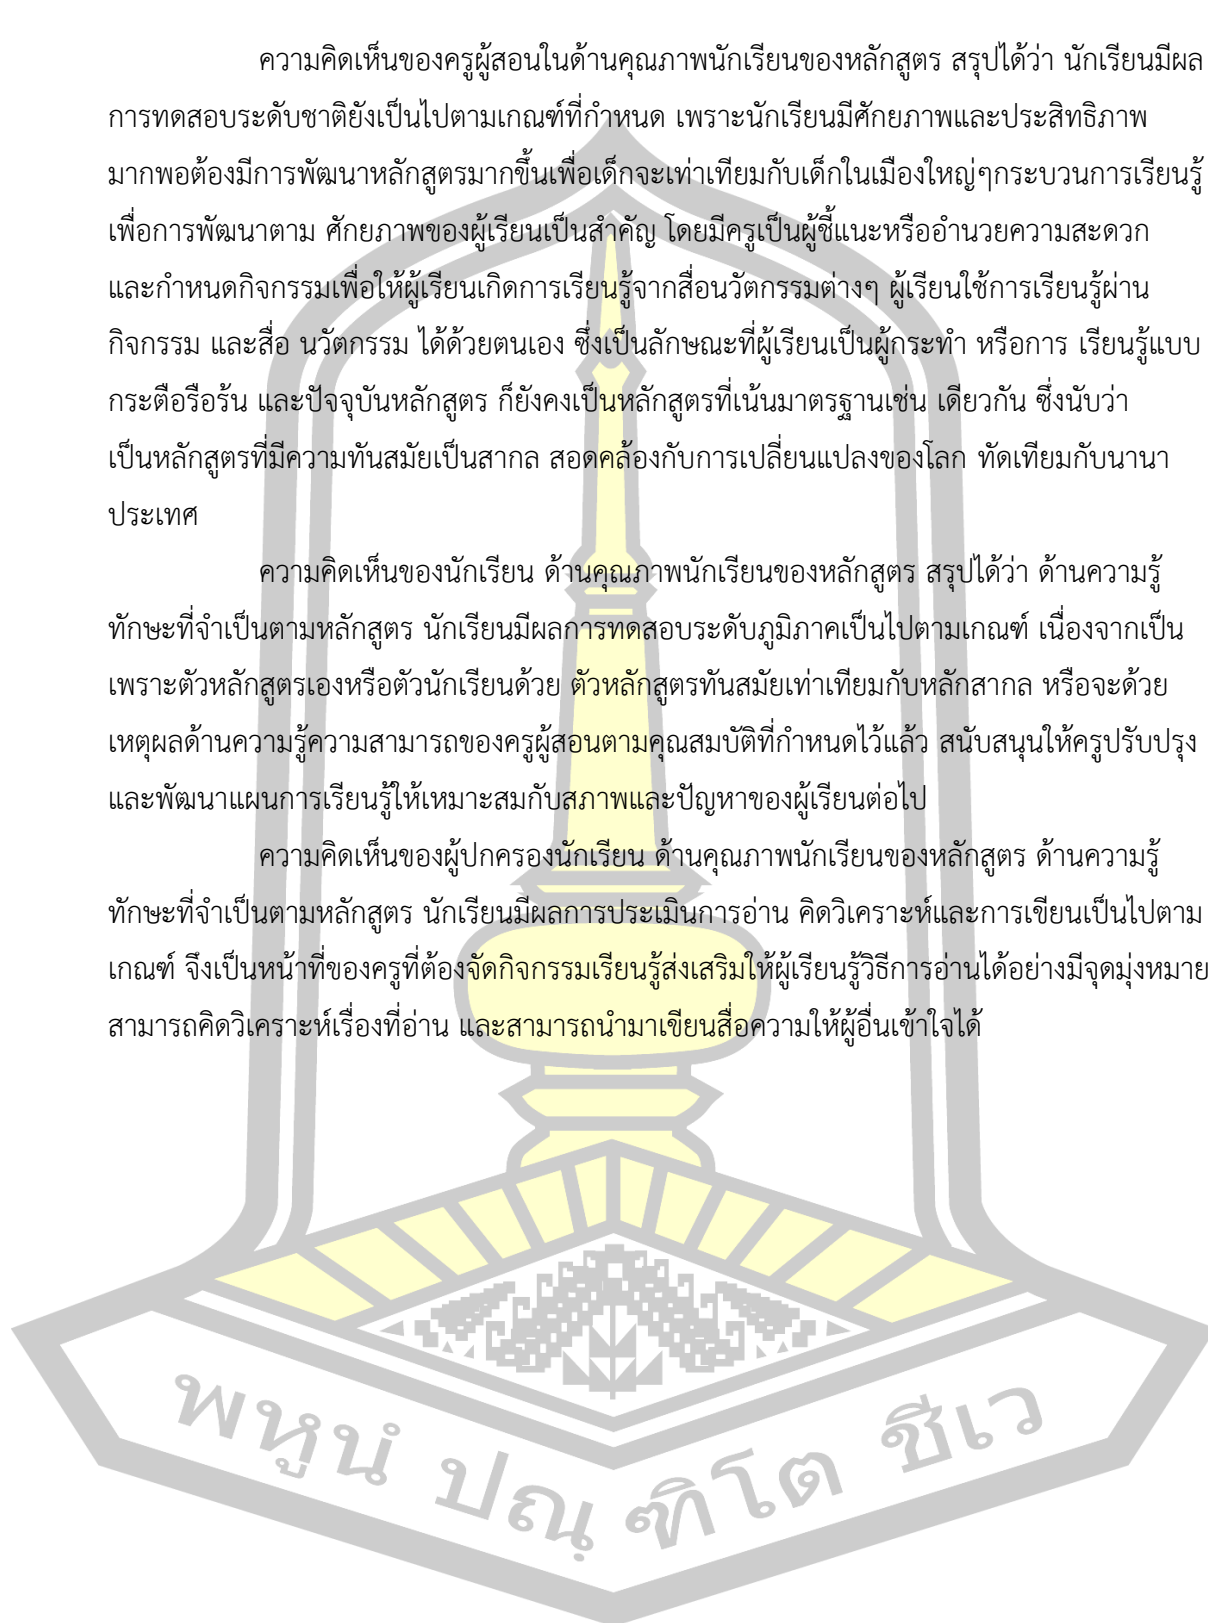 ความคิดเห็นของครูผู้สอนในด้านคุณภาพนักเรียนของหลักสูตร สรุปได้ว่า นักเรียนมีผล
การทดสอบระดับชาติยังเป็นไปตามเกณฑ์ที่กำหนด เพราะนักเรียนมีศักยภาพและประสิทธิภาพ
มากพอต้องมีการพัฒนาหลักสูตรมากขึ้นเพื่อเด็กจะเท่าเทียมกับเด็กในเมืองใหญ่ๆกระบวนการเรียนรู้
เพื่อการพัฒนาตาม ศักยภาพของผู้เรียนเป็นสำคัญ โดยมีครูเป็นผู้ชี้แนะหรืออำนวยความสะดวก
และกำหนดกิจกรรมเพื่อให้ผู้เรียนเกิดการเรียนรู้จากสื่อนวัตกรรมต่างๆ ผู้เรียนใช้การเรียนรู้ผ่าน
กิจกรรม และสื่อ นวัตกรรม ได้ด้วยตนเอง ซึ่งเป็นลักษณะที่ผู้เรียนเป็นผู้กระทำ หรือการ เรียนรู้แบบ
กระตือรือร้น และปัจจุบันหลักสูตร ก็ยังคงเป็นหลักสูตรที่เน้นมาตรฐานเช่น เดียวกัน ซึ่งนับว่า
เป็นหลักสูตรที่มีความทันสมัยเป็นสากล สอดคล้องกับการเปลี่ยนแปลงของโลก ทัดเทียมกับนานา
ประเทศ
ความคิดเห็นของนักเรียน ด้านคุณภาพนักเรียนของหลักสูตร สรุปได้ว่า ด้านความรู้
ทักษะที่จำเป็นตามหลักสูตร นักเรียนมีผลการทดสอบระดับภูมิภาคเป็นไปตามเกณฑ์ เนื่องจากเป็น
เพราะตัวหลักสูตรเองหรือตัวนักเรียนด้วย ตัวหลักสูตรทันสมัยเท่าเทียมกับหลักสากล หรือจะด้วย
เหตุผลด้านความรู้ความสามารถของครูผู้สอนตามคุณสมบัติที่กำหนดไว้แล้ว สนับสนุนให้ครูปรับปรุง
และพัฒนาแผนการเรียนรู้ให้เหมาะสมกับสภาพและปัญหาของผู้เรียนต่อไป
ความคิดเห็นของผู้ปกครองนักเรียน ด้านคุณภาพนักเรียนของหลักสูตร ด้านความรู้
ทักษะที่จำเป็นตามหลักสูตร นักเรียนมีผลการประเมินการอ่าน คิดวิเคราะห์และการเขียนเป็นไปตาม
เกณฑ์ จึงเป็นหน้าที่ของครูที่ต้องจัดกิจกรรมเรียนรู้ส่งเสริมให้ผู้เรียนรู้วิธีการอ่านได้อย่างมีจุดมุ่งหมาย
สามารถคิดวิเคราะห์เรื่องที่อ่าน และสามารถนำมาเขียนสื่อความให้ผู้อื่นเข้าใจได้
พหูนํ ปณฺฑิโต ชีเว